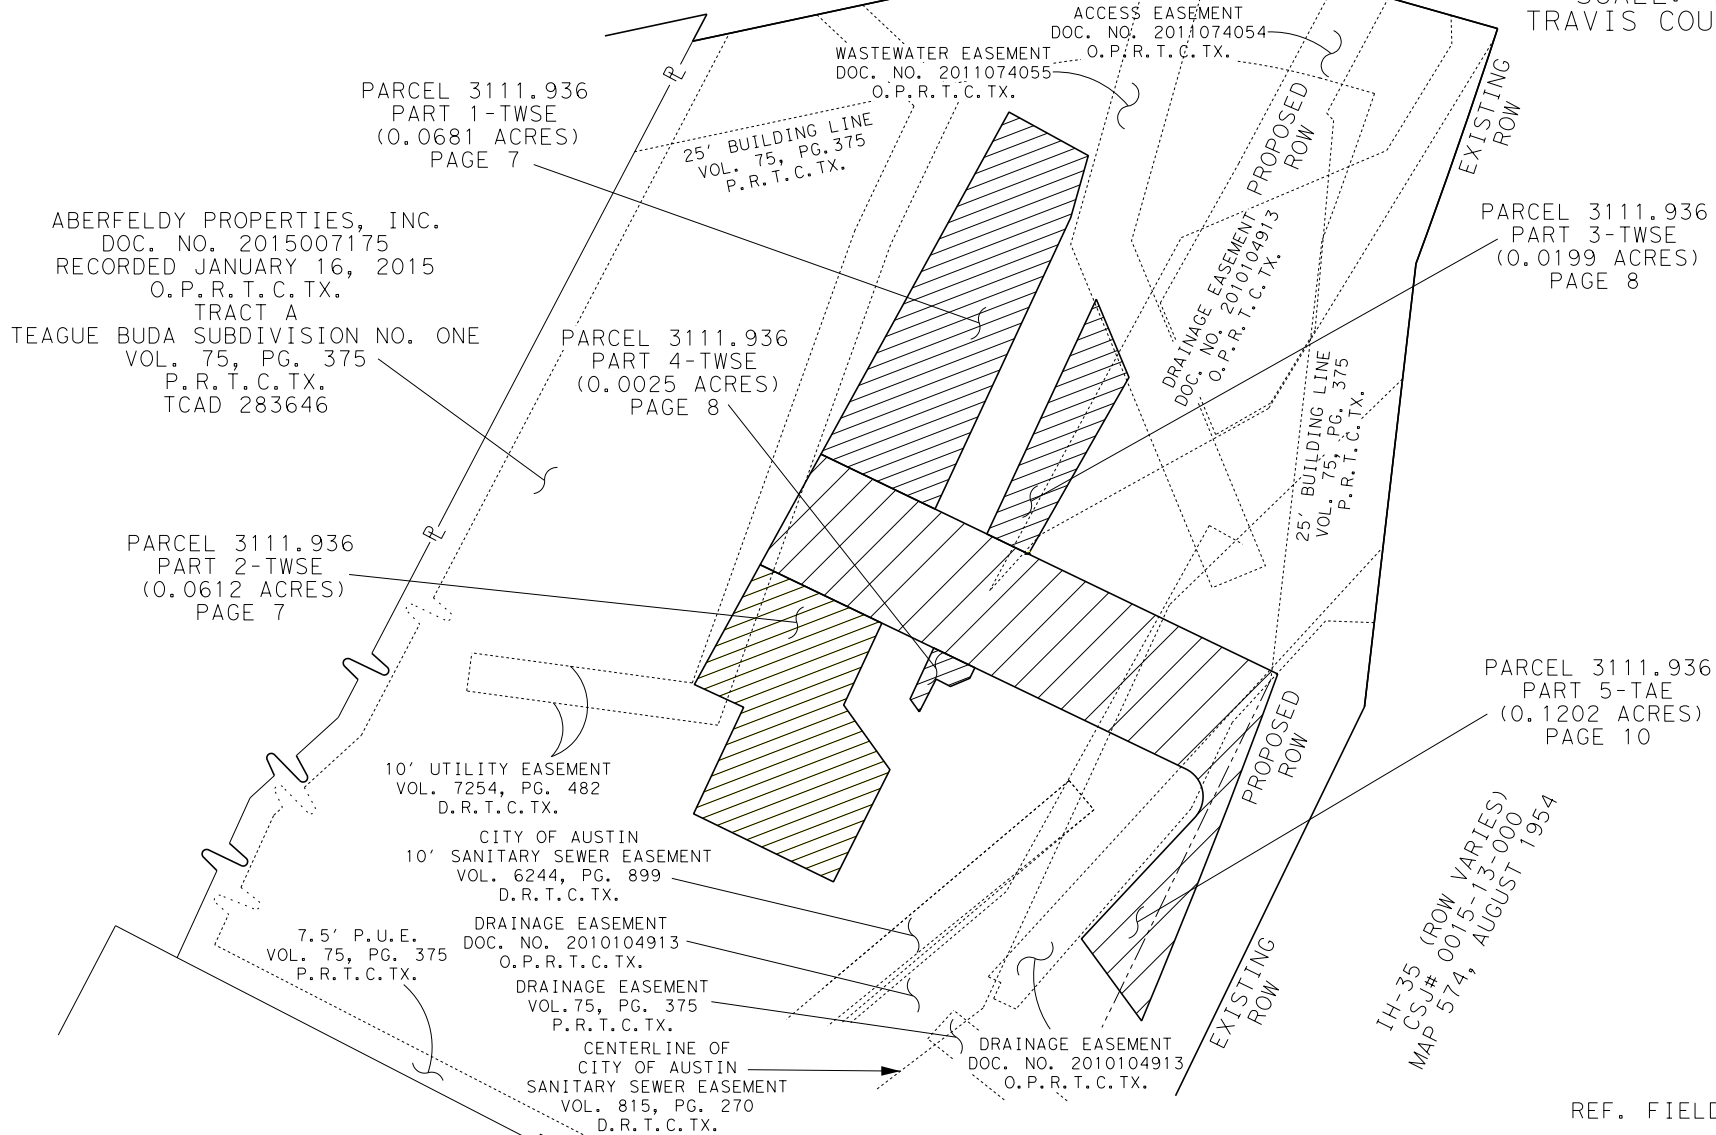 SCALE:
TRAVIS COU
ACCESS EASEMENT
DOC. NO. 2011074054
O.P.R.T.C.TX.
WASTEWATER EASEMENT
DOC. NO. 2011074055
O.P.R.T.C.TX.
PARCEL 3111.936
PART 1-TWSE
(0.0681 ACRES)
PAGE 7
25' BUILDING LINE
VOL. 75, PG.375
P.R.T.C.TX.
PROPOSED
ROW
EXISTING
ROW
ABERFELDY PROPERTIES, INC.
DOC. NO. 2015007175
RECORDED JANUARY 16, 2015
O.P.R.T.C.TX.
TRACT A
TEAGUE BUDA SUBDIVISION NO. ONE
VOL. 75, PG. 375
P.R.T.C.TX.
TCAD 283646
PARCEL 3111.936
PART 3-TWSE
(0.0199 ACRES)
PAGE 8
DRAINAGE EASEMENT
DOC. NO. 2010104913
O.P.R.T.C.TX.
PARCEL 3111.936
PART 4-TWSE
(0.0025 ACRES)
PAGE 8
25' BUILDING LINE
VOL. 75, PG. 375
P.R.T.C.TX.
PARCEL 3111.936
PART 2-TWSE
(0.0612 ACRES)
PAGE 7
PARCEL 3111.936
PART 5-TAE
(0.1202 ACRES)
PAGE 10
PROPOSED
ROW
10' UTILITY EASEMENT
VOL. 7254, PG. 482
D.R.T.C.TX.
CITY OF AUSTIN
10' SANITARY SEWER EASEMENT
VOL. 6244, PG. 899
D.R.T.C.TX.
IH-35 (ROW VARIES)
CSJ# 0015-13-000
MAP 574, AUGUST 1954
DRAINAGE EASEMENT
DOC. NO. 2010104913
O.P.R.T.C.TX.
7.5' P.U.E.
VOL. 75, PG. 375
P.R.T.C.TX.
DRAINAGE EASEMENT
VOL.75, PG. 375
P.R.T.C.TX.
EXISTING
ROW
CENTERLINE OF
CITY OF AUSTIN
SANITARY SEWER EASEMENT
VOL. 815, PG. 270
D.R.T.C.TX.
DRAINAGE EASEMENT
DOC. NO. 2010104913
O.P.R.T.C.TX.
REF. FIELD